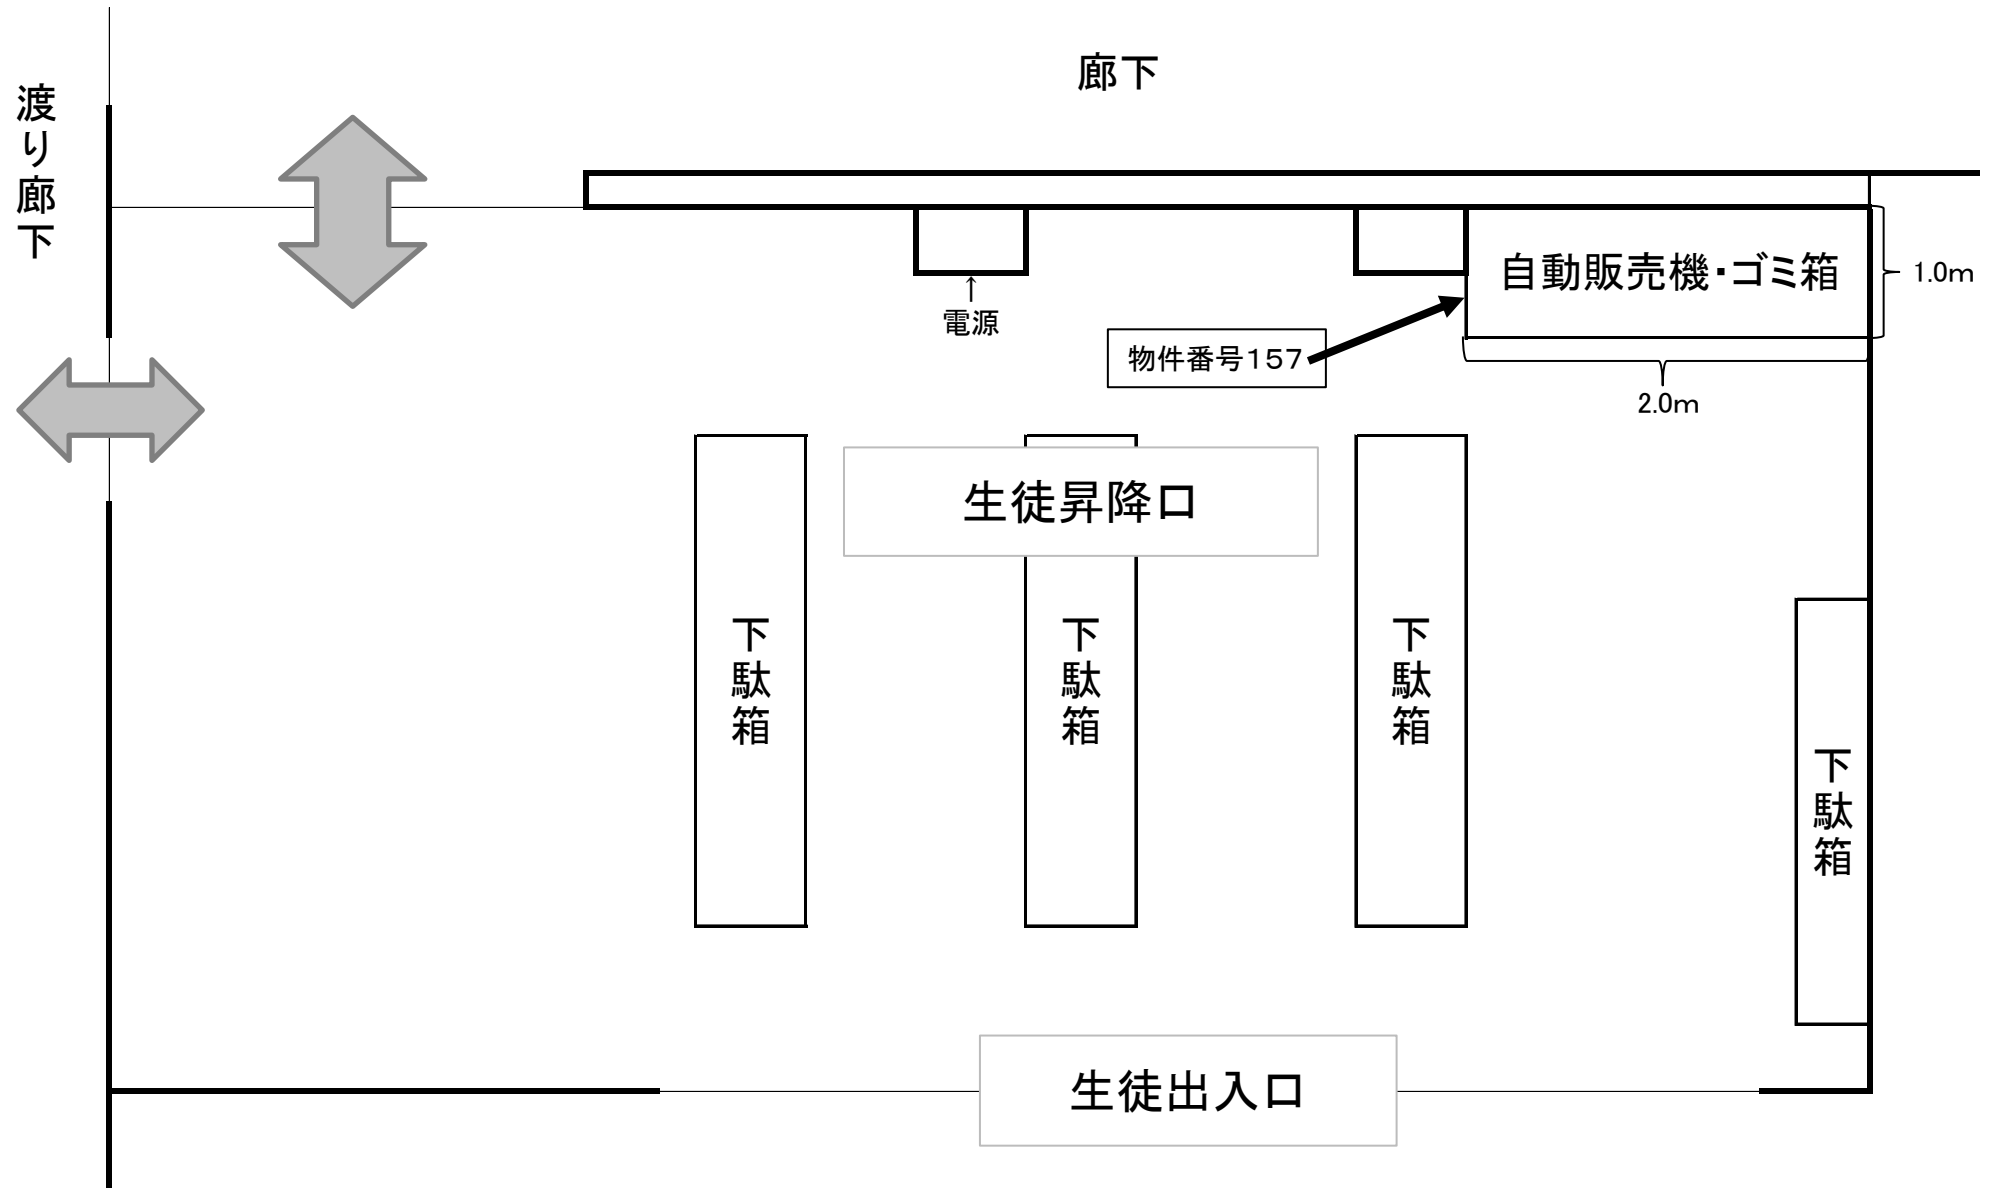 廊下
渡り廊下
自動販売機・ゴミ箱
1.0m
↑
電源
物件番号157
2.0m
生徒昇降口
下駄箱
下駄箱
下駄箱
下駄箱
生徒出入口